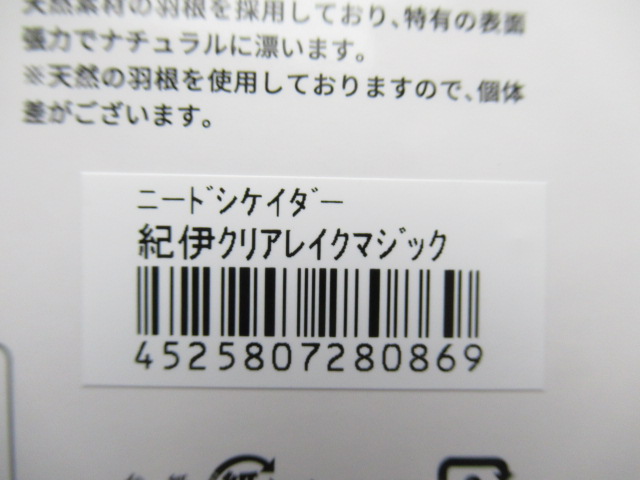 天然素材の羽根を採用しており、特有の表面
張力でナチュラルに漂います。
※天然の羽根を使用しておりますので、個体
差がございます。
ニードシケイダー
紀伊クリアレイクマジック
4525807280869